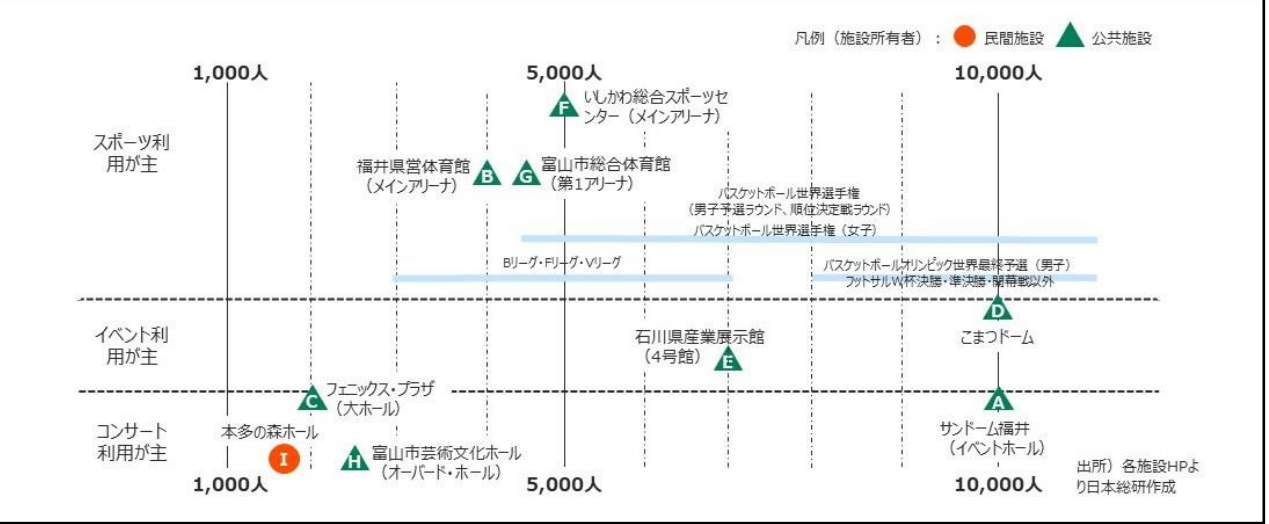 凡例（施設所有者）： 民間施設 公共施設
1,000人 5,000人 10,000人
スポーツ利
用が主
F いしかわ総合スポーツセ
ンター（メインアリーナ）
福井県営体育館
（メインアリーナ） B
G 富山市総合体育館
（第1アリーナ）
バスケットボール世界選手権
（男子予選ラウンド、順位決定戦ラウンド）
バスケットボール世界選手権（女子）
Bリーグ・Fリーグ・Vリーグ
バスケットボールオリンピック世界最終予選（男子）
フットサルW杯決勝・準決勝・開幕戦以外
イベント利
用が主
D
こまつドーム
石川県産業展示館
（4号館） E
コンサート
利用が主
C フェニックス・プラザ
（大ホール）
A
サンドーム福井
（イベントホール）
本多の森ホール
I
H 富山市芸術文化ホール
（オーバード・ホール）
1,000人 5,000人 10,000人
出所）各施設HPよ
り日本総研作成